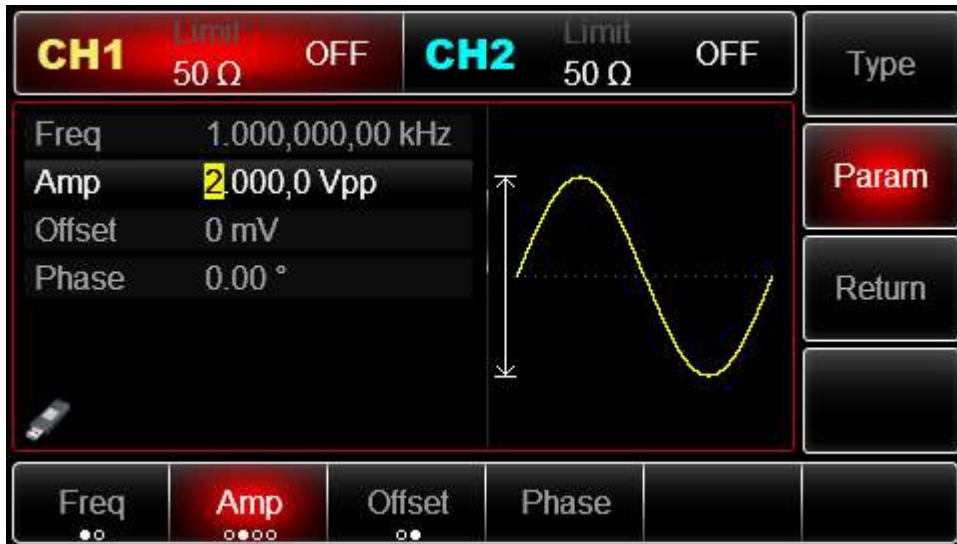 CH1 Limit 50 Ω OFF
CH2 Limit 50 Ω OFF
Type
Freq 1.000,000,00 kHz
Amp 2.000,0 Vpp
Offset 0 mV
Phase 0.00 °
Param
Return
Freq Amp Offset Phase